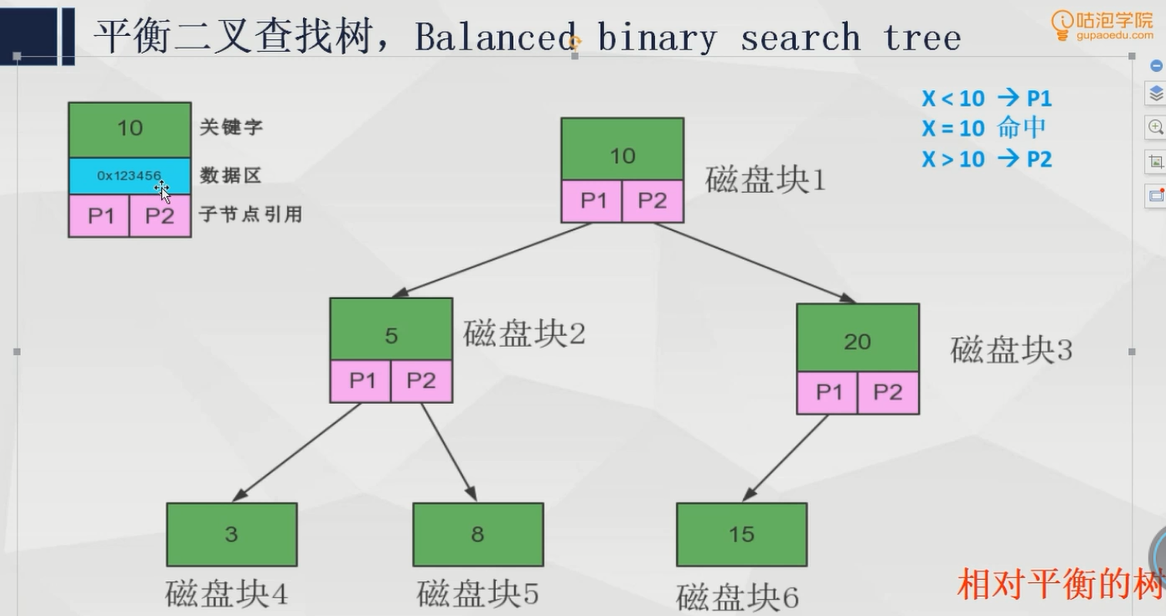 平衡二叉查找树，Balanced binary search tree
咕泡学院
gupaoedu.com
X < 10 → P1
X = 10 命中
X > 10 → P2
10 关键字
0x123456 数据区
P1 P2 子节点引用
10
P1 P2
磁盘块1
5
P1 P2
磁盘块2
20
P1 P2
磁盘块3
3
磁盘块4
8
磁盘块5
15
磁盘块6
相对平衡的树